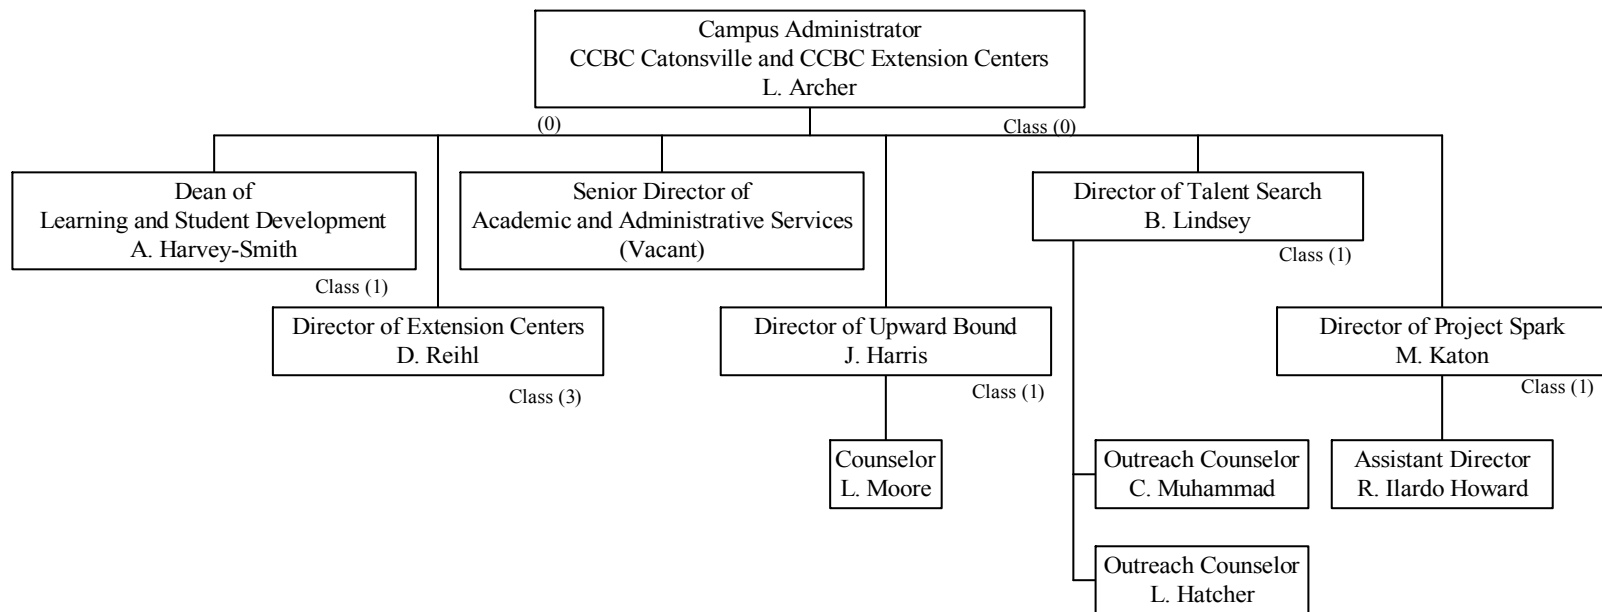 Campus Administrator
CCBC Catonsville and CCBC Extension Centers
L. Archer
(0)
Class (0)
Dean of
Learning and Student Development
A. Harvey-Smith
Class (1)
Senior Director of
Academic and Administrative Services
(Vacant)
Director of Talent Search
B. Lindsey
Class (1)
Director of Extension Centers
D. Reihl
Class (3)
Director of Upward Bound
J. Harris
Class (1)
Director of Project Spark
M. Katon
Class (1)
Counselor
L. Moore
Outreach Counselor
C. Muhammad
Assistant Director
R. Ilardo Howard
Outreach Counselor
L. Hatcher